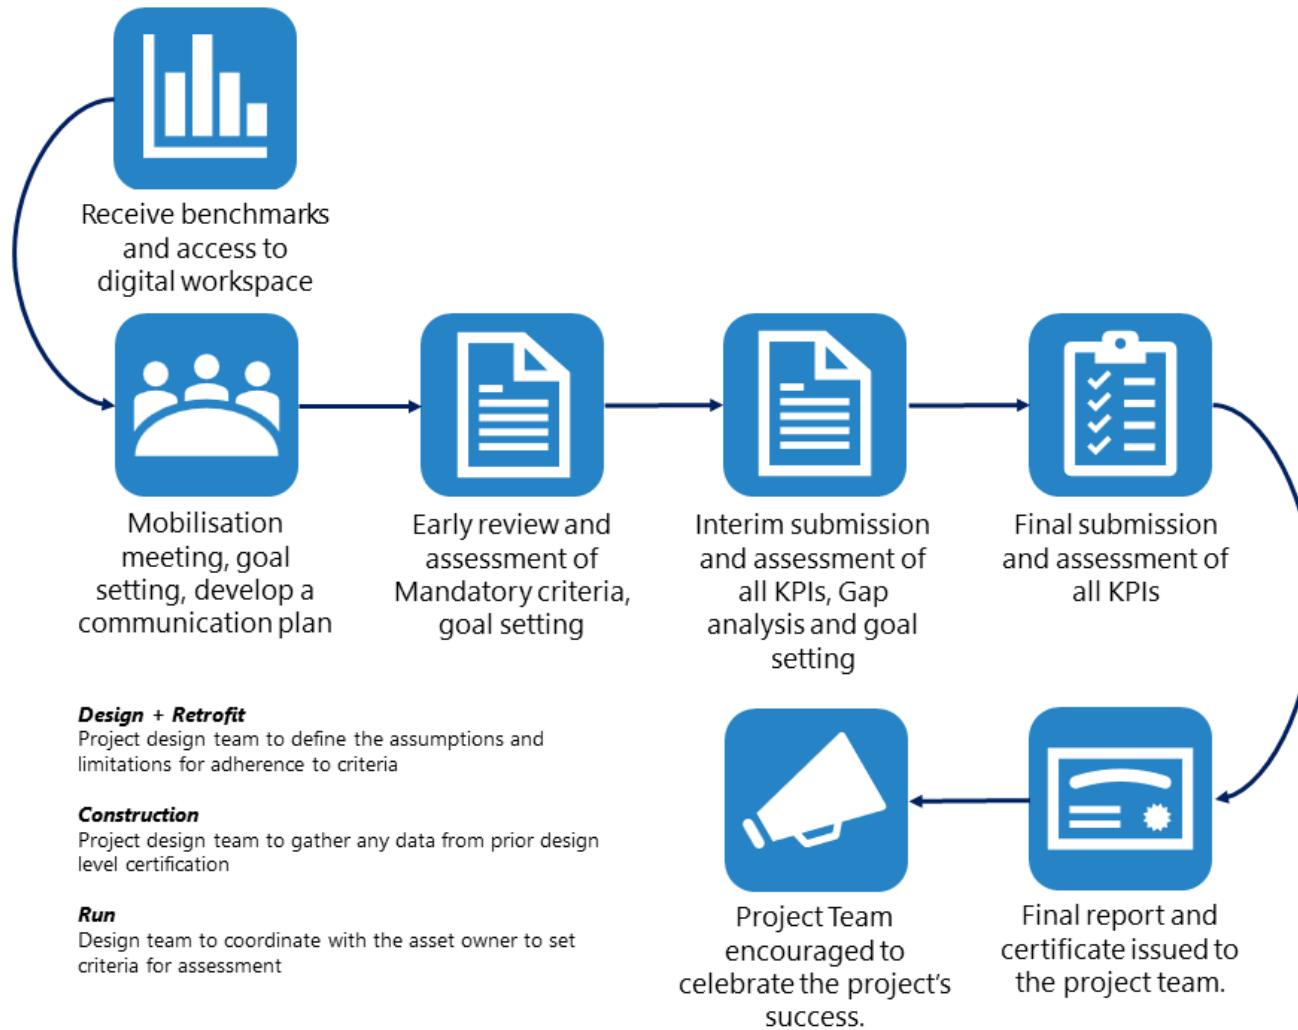 Receive benchmarks
and access to
digital workspace
Mobilisation
meeting, goal
setting, develop a
communication plan
Early review and
assessment of
Mandatory criteria,
goal setting
Interim submission
and assessment of
all KPIs, Gap
analysis and goal
setting
Final submission
and assessment of
all KPIs
Design + Retrofit
Project design team to define the assumptions and
limitations for adherence to criteria
Construction
Project design team to gather any data from prior design
level certification
Run
Design team to coordinate with the asset owner to set
criteria for assessment
Project Team
encouraged to
celebrate the project's
success.
Final report and
certificate issued to
the project team.